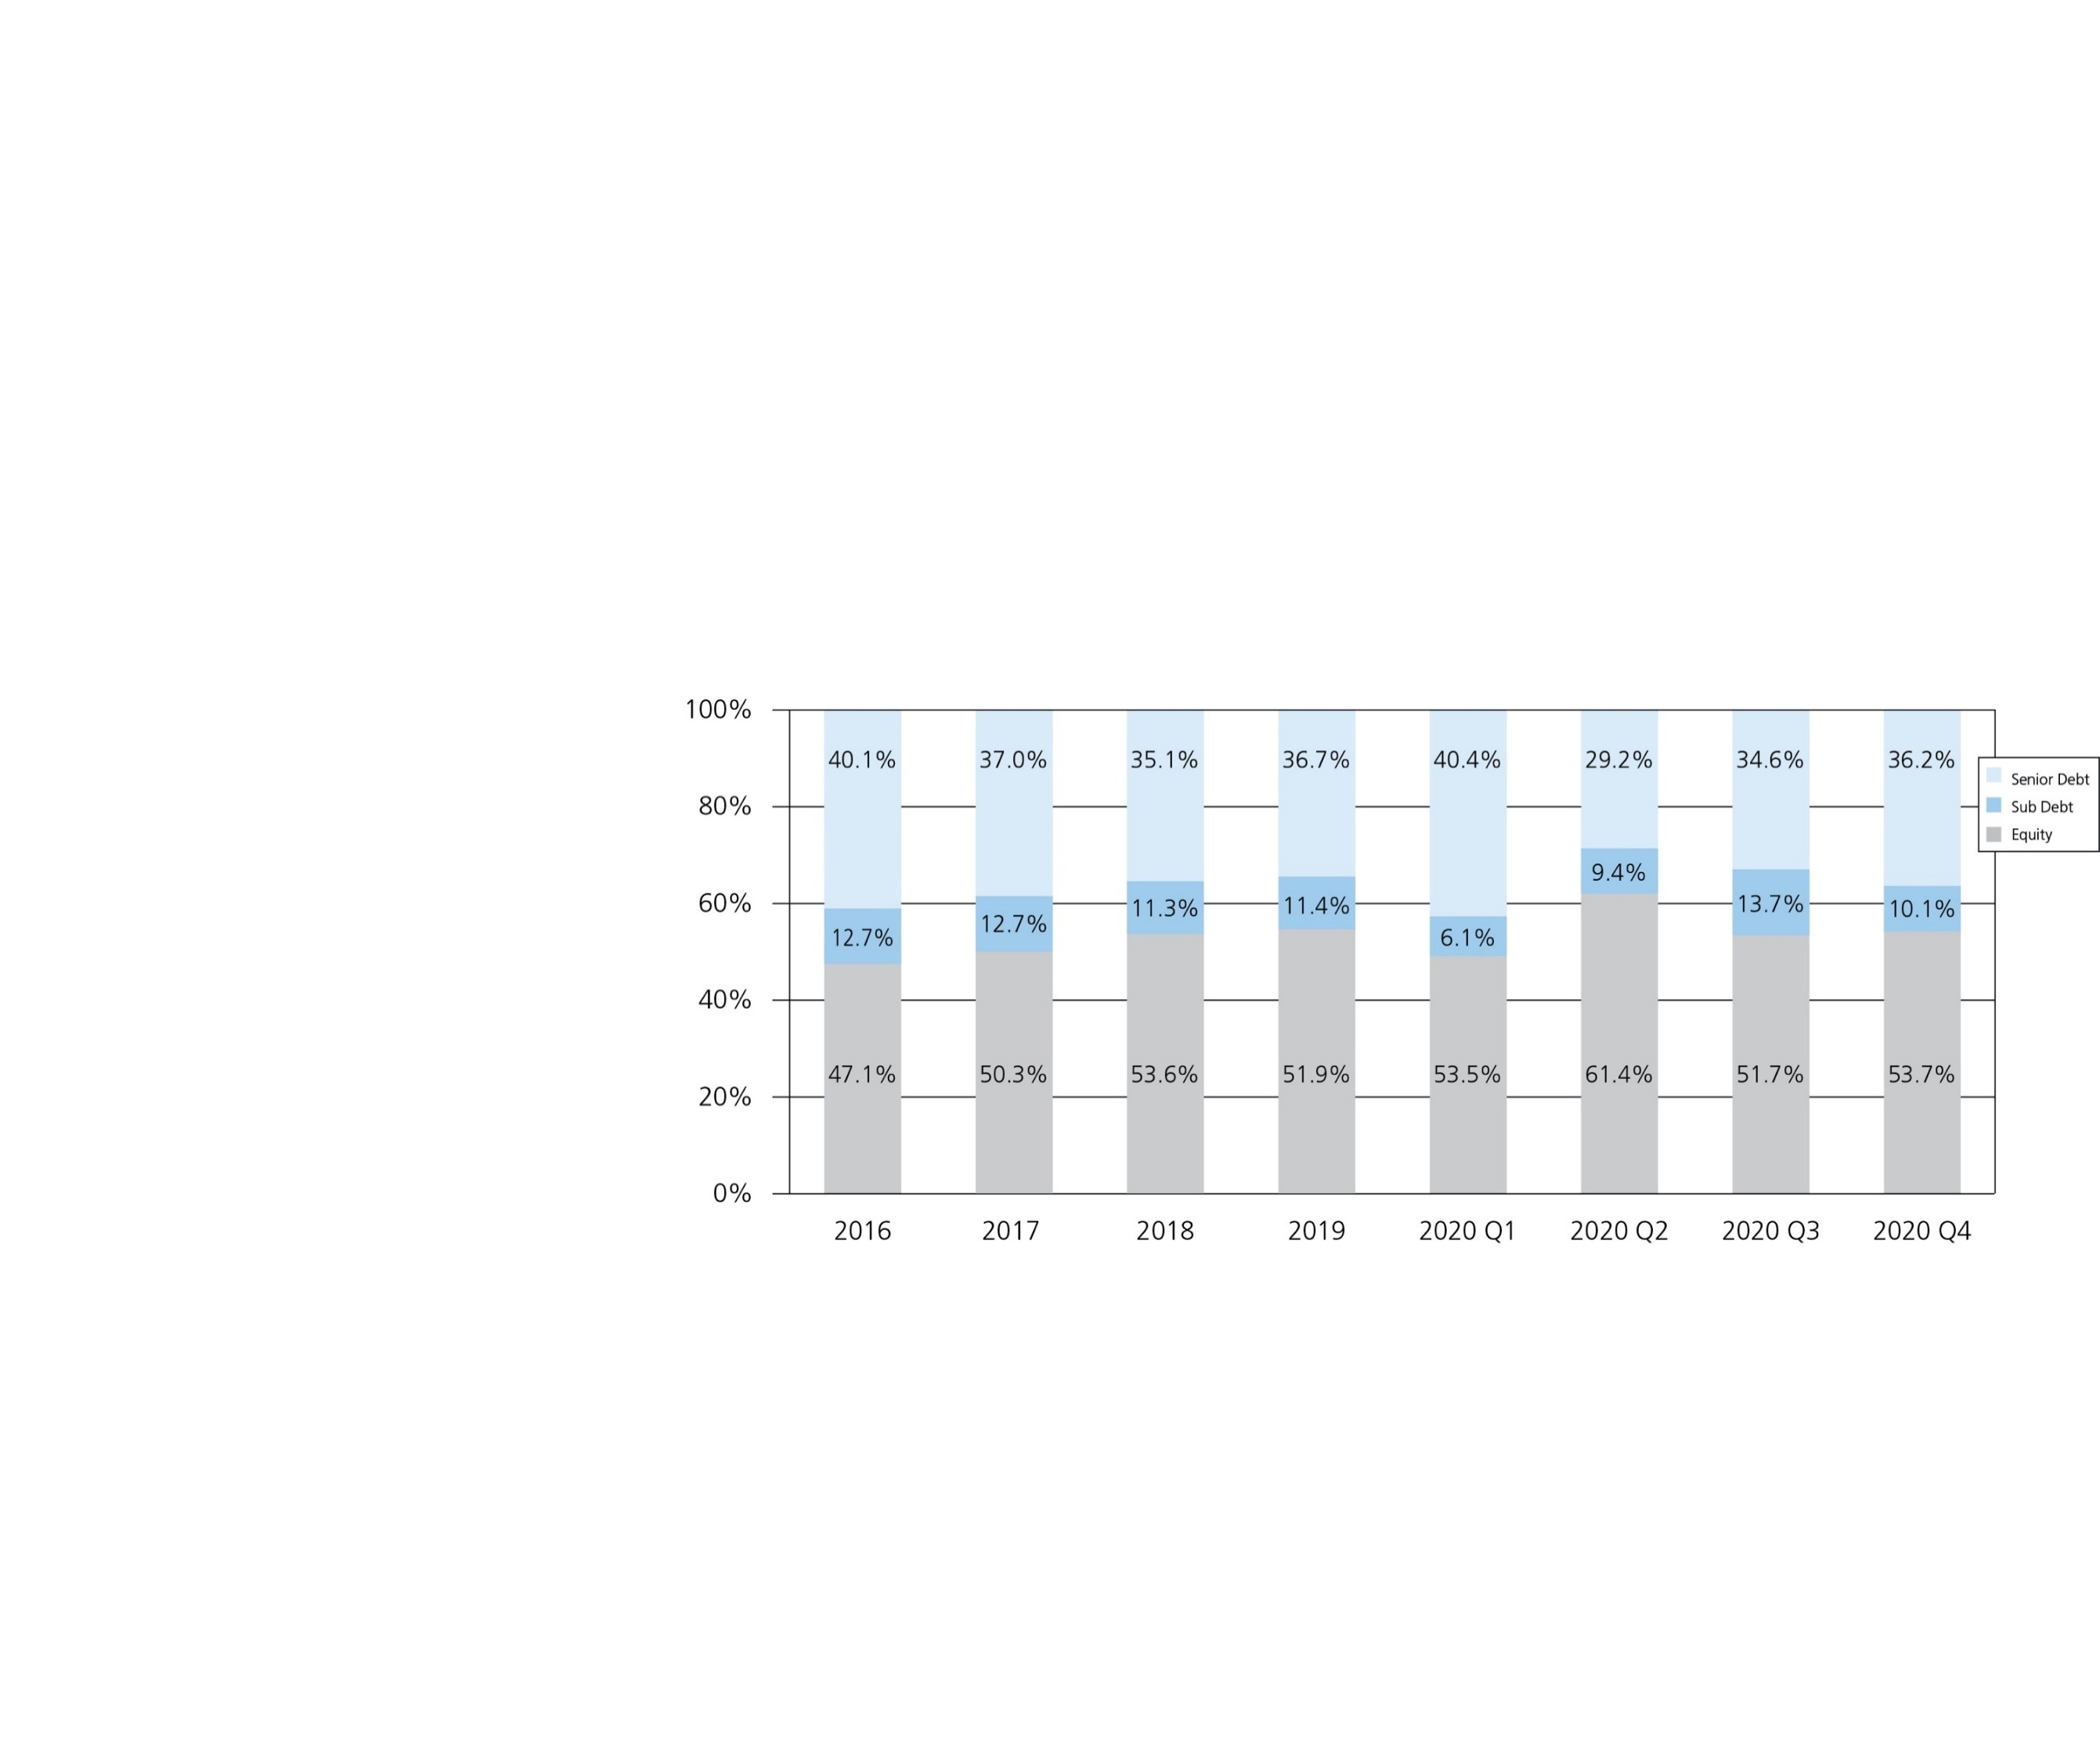 100%
40.1% 37.0% 35.1% 36.7% 40.4% 29.2% 34.6% 36.2%
Senior Debt
80%
Sub Debt
Equity
9.4%
60%
12.7% 12.7% 11.3% 11.4% 6.1% 13.7% 10.1%
40%
47.1% 50.3% 53.6% 51.9% 53.5% 61.4% 51.7% 53.7%
20%
0%
2016 2017 2018 2019 2020 Q1 2020 Q2 2020 Q3 2020 Q4